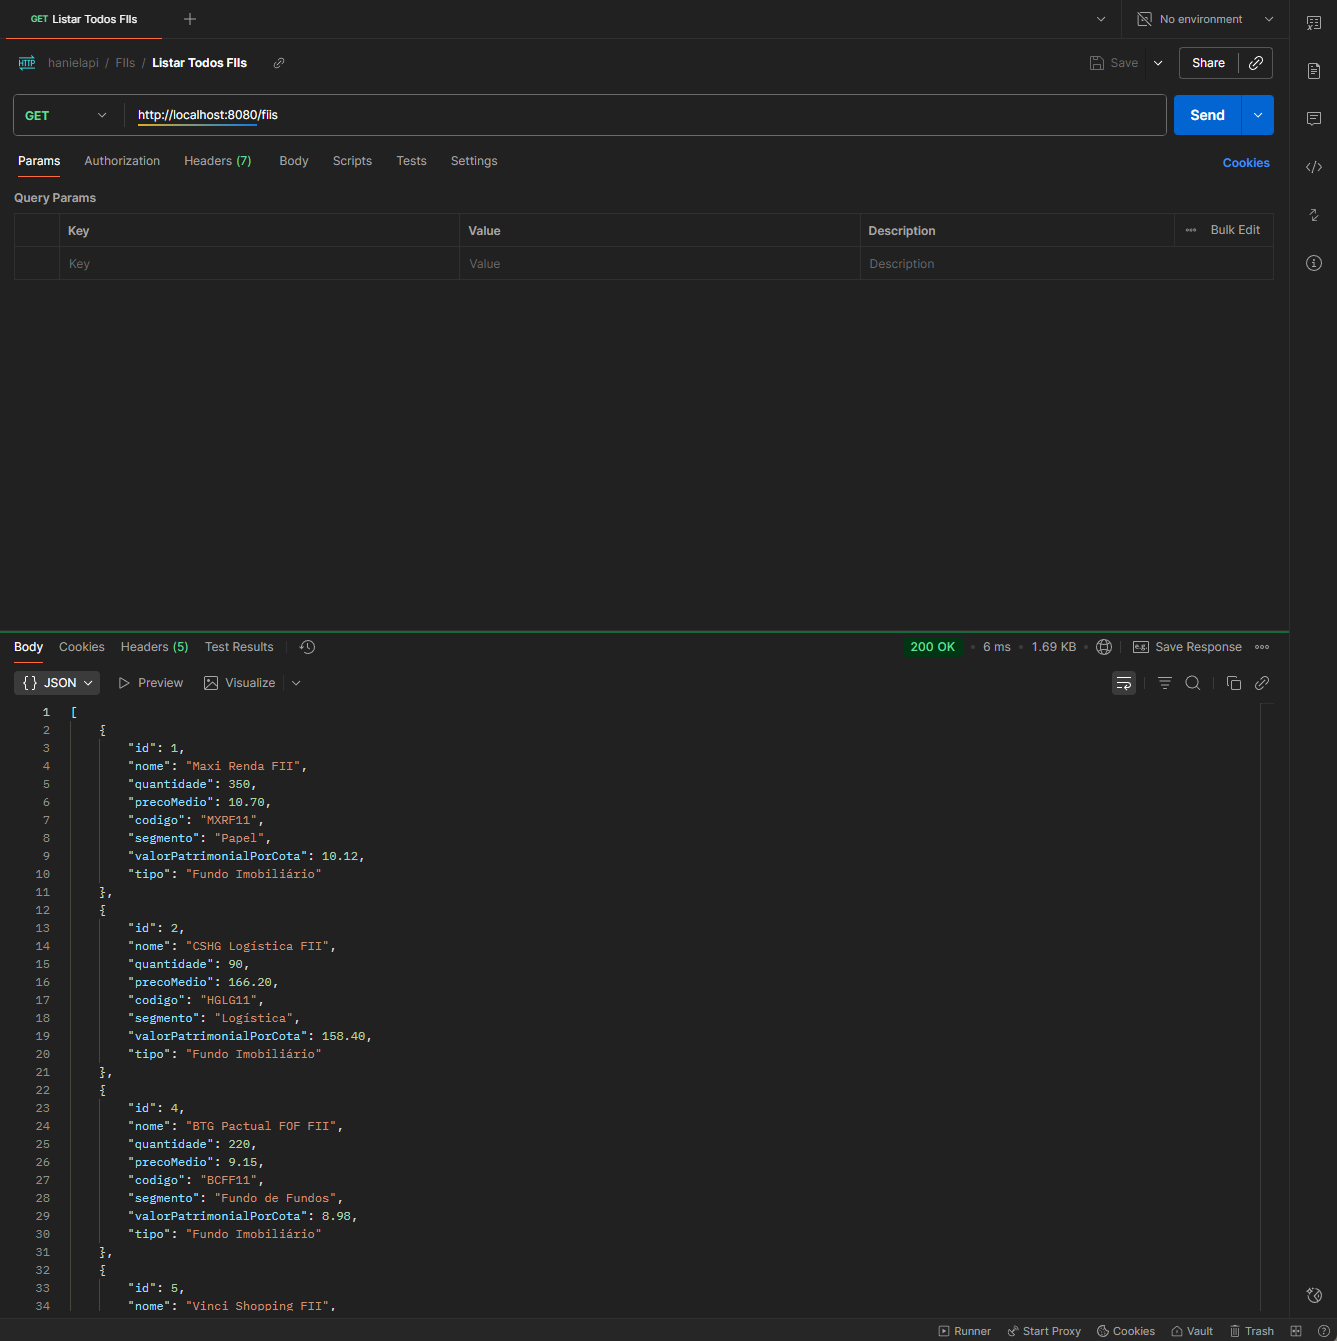 GET Listar Todos FIIs
No environment
HTTP hanielapi / FIIs / Listar Todos FIIs
Save
Share
GET http://localhost:8080/fiis
Send
Params Authorization Headers (7) Body Scripts Tests Settings
Cookies
Query Params
Key Value Description
Bulk Edit
Key Value Description
Body Cookies Headers (5) Test Results
200 OK • 6 ms • 1.69 KB •
e.g. Save Response
{} JSON Preview Visualize
1 [
2 {
3 "id": 1,
4 "nome": "Maxi Renda FII",
5 "quantidade": 350,
6 "precoMedio": 10.70,
7 "codigo": "MXRF11",
8 "segmento": "Papel",
9 "valorPatrimonialPorCota": 10.12,
10 "tipo": "Fundo Imobiliário"
11 },
12 {
13 "id": 2,
14 "nome": "CSHG Logística FII",
15 "quantidade": 90,
16 "precoMedio": 166.20,
17 "codigo": "HGLG11",
18 "segmento": "Logística",
19 "valorPatrimonialPorCota": 158.40,
20 "tipo": "Fundo Imobiliário"
21 },
22 {
23 "id": 4,
24 "nome": "BTG Pactual FOF FII",
25 "quantidade": 220,
26 "precoMedio": 9.15,
27 "codigo": "BCFF11",
28 "segmento": "Fundo de Fundos",
29 "valorPatrimonialPorCota": 8.98,
30 "tipo": "Fundo Imobiliário"
31 },
32 {
33 "id": 5,
34 "nome": "Vinci Shopping FII",
Runner Start Proxy Cookies Vault Trash